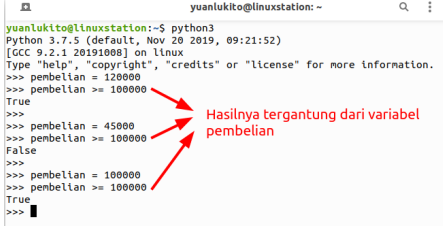 yuanlukito@linuxstation: ~
yuanlukito@linuxstation:~$ python3
Python 3.7.5 (default, Nov 20 2019, 09:21:52)
[GCC 9.2.1 20191008] on linux
Type "help", "copyright", "credits" or "license" for more information.
>>> pembelian = 120000
>>> pembelian >= 100000
True
>>>
>>> pembelian = 45000
>>> pembelian >= 100000
False
>>>
>>> pembelian = 100000
>>> pembelian >= 100000
True
>>>
Hasilnya tergantung dari variabel
pembelian